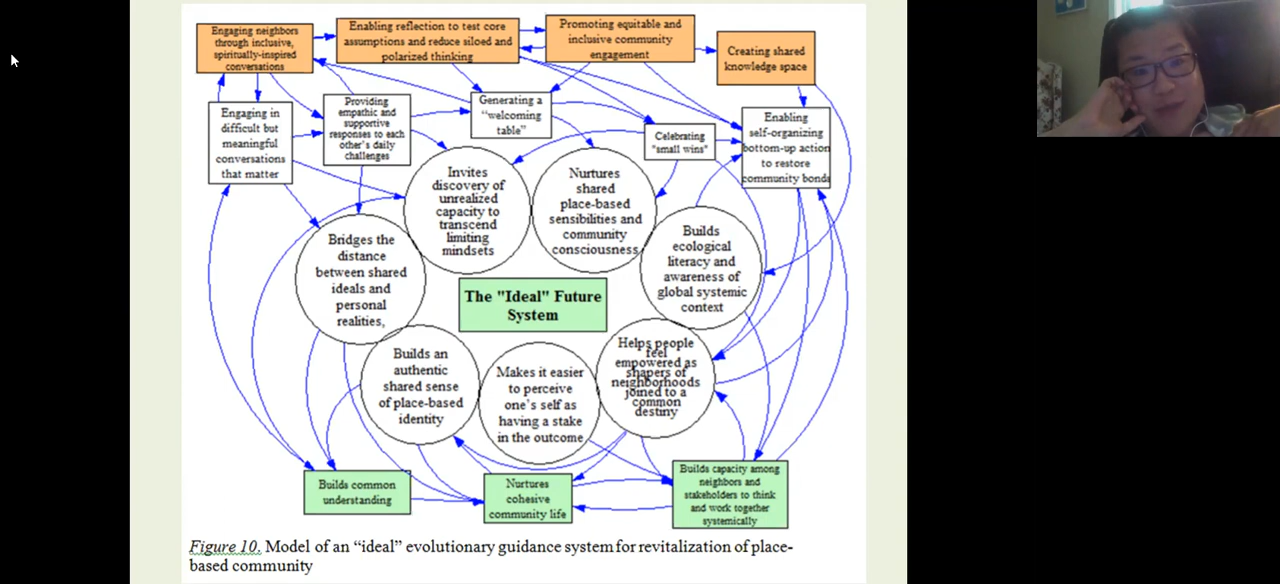 Engaging neighbors
through inclusive,
spiritually-inspired
conversations
Enabling reflection to test core
assumptions and reduce siloed and
polarized thinking
Promoting equitable and
inclusive community
engagement
Creating shared
knowledge space
Engaging in
difficult but
meaningful
conversations
that matter
Providing
empathic and
supportive
responses to each
other's daily
challenges
Generating a
"welcoming
table"
Celebrating
"small wins"
Enabling
self-organizing
bottom-up action
to restore
community bonds
Invites
discovery of
unrealized
capacity to
transcend
limiting
mindsets
Nurtures
shared
place-based
sensibilities and
community
consciousness
Bridges the
distance
between shared
ideals and
personal
realities,
Builds
ecological
literacy and
awareness of
global systemic
context
The "Ideal" Future
System
Builds an
authentic
shared sense
of place-based
identity
Makes it easier
to perceive
one's self as
having a stake
in the outcome
Helps people
feel
empowered as
shapers of
neighborhoods
joined to a
common
destiny
Builds common
understanding
Nurtures
cohesive
community life
Builds capacity among
neighbors and
stakeholders to think
and work together
systemically
Figure 10. Model of an "ideal" evolutionary guidance system for revitalization of place-
based community